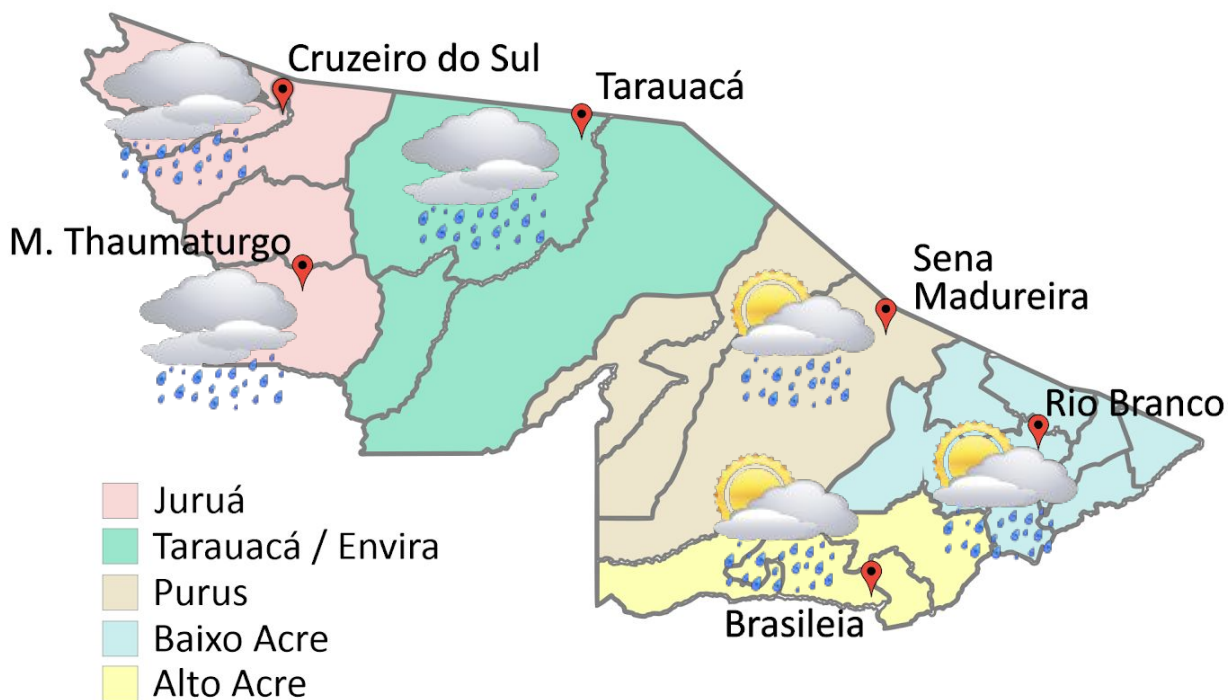 Cruzeiro do Sul
Tarauacá
M. Thaumaturgo
Sena
Madureira
Rio Branco
Brasileia
Juruá
Tarauacá / Envira
Purus
Baixo Acre
Alto Acre